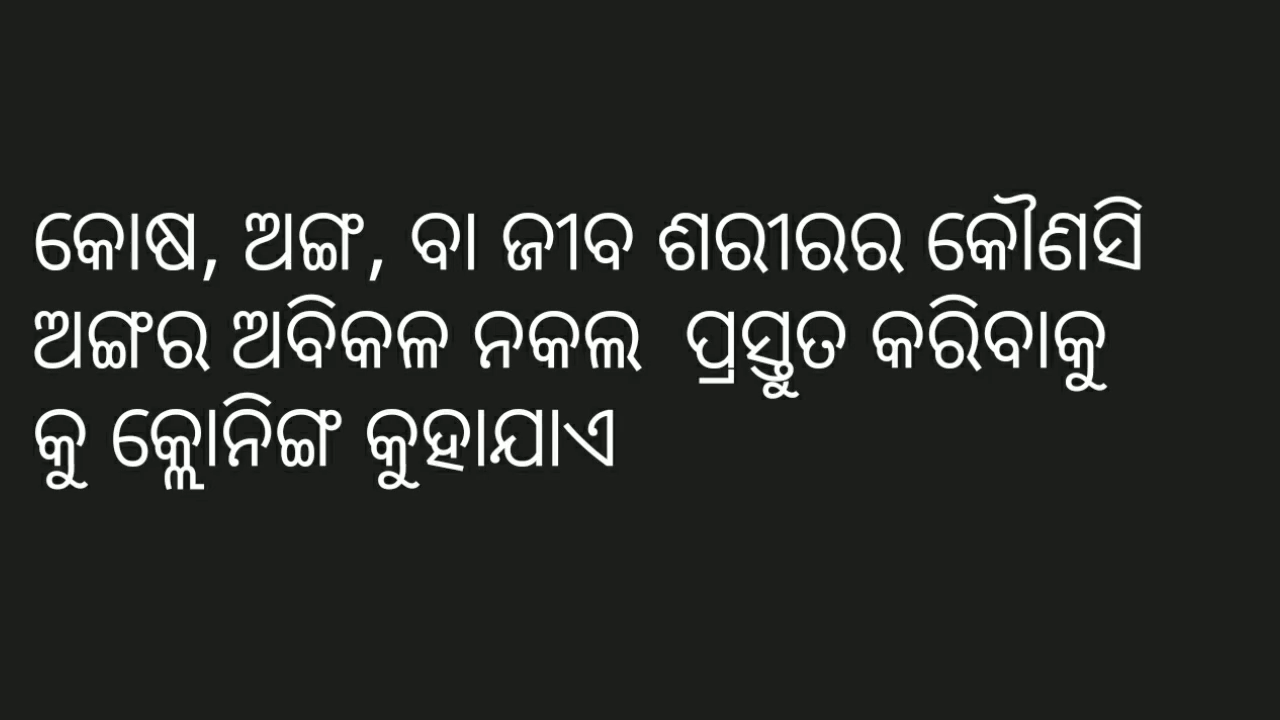 କୋଷ, ଅଙ୍ଗ, ବା ଜୀବ ଶରୀରର କୌଣସି
ଅଙ୍ଗର ଅବିକଳ ନକଲ  ପ୍ରସ୍ତୁତ କରିବାକୁ
କୁ କ୍ଲୋନିଙ୍ଗ କୁହାଯାଏ